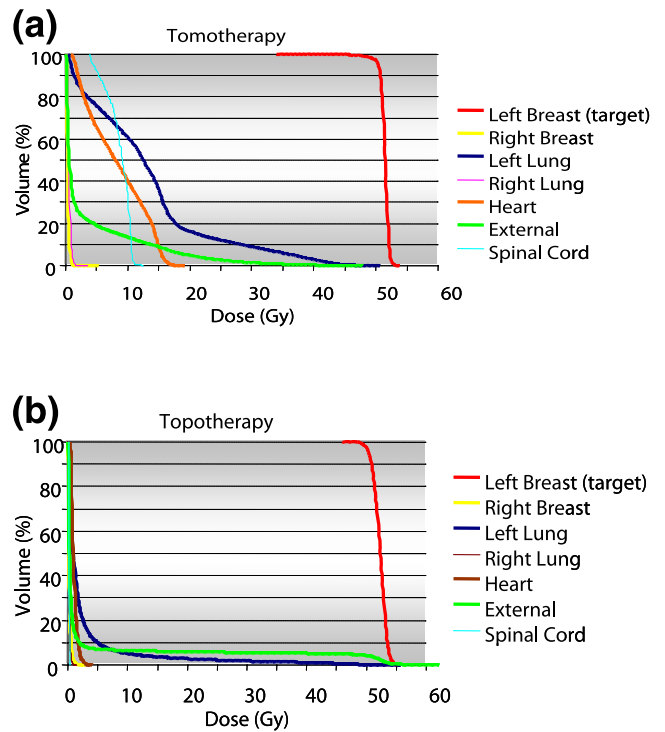 (a)
Tomotherapy
Volume (%)
100
80
60
40
20
0
0 10 20 30 40 50 60
Dose (Gy)
Left Breast (target)
Right Breast
Left Lung
Right Lung
Heart
External
Spinal Cord
(b)
Topotherapy
Volume (%)
100
80
60
40
20
0
0 10 20 30 40 50 60
Dose (Gy)
Left Breast (target)
Right Breast
Left Lung
Right Lung
Heart
External
Spinal Cord